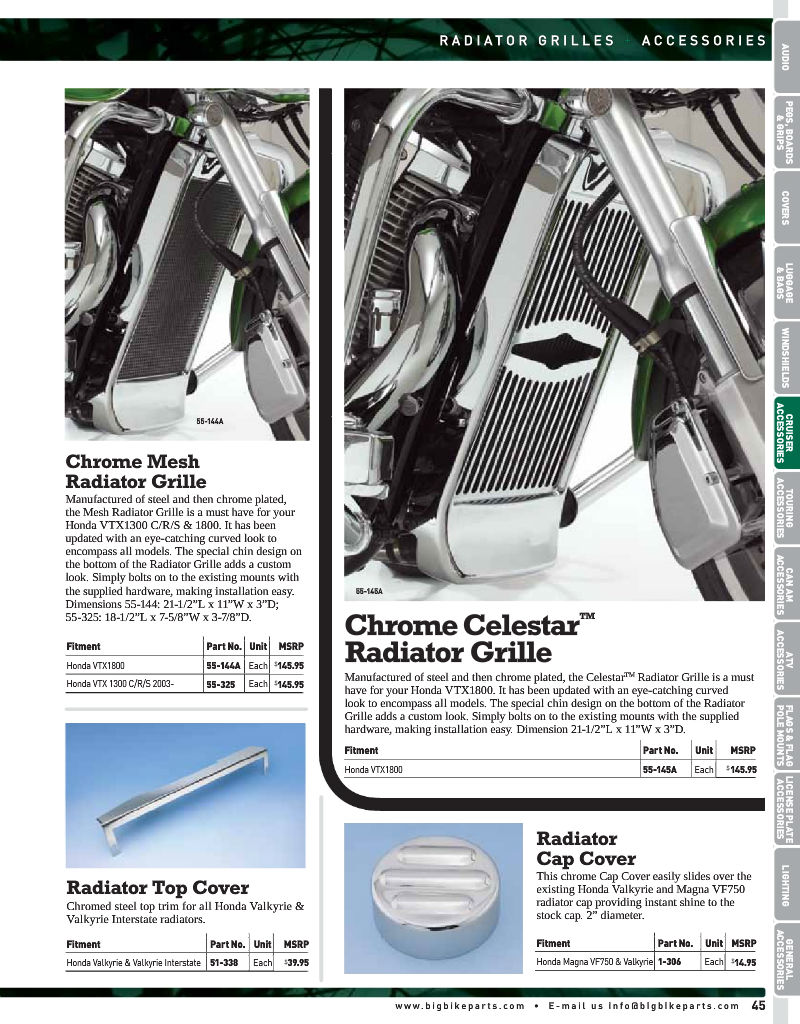 RADIATOR GRILLES + ACCESSORIES
55-144A
Chrome Mesh
Radiator Grille
Manufactured of steel and then chrome plated,
the Mesh Radiator Grille is a must have for your
Honda VTX1300 C/R/S & 1800. It has been
updated with an eye-catching curved look to
encompass all models. The special chin design on
the bottom of the Radiator Grille adds a custom
look. Simply bolts on to the existing mounts with
the supplied hardware, making installation easy.
Dimensions 55-144: 21-1/2”L x 11”W x 3”D;
55-325: 18-1/2”L x 7-5/8”W x 3-7/8”D.
Fitment Part No. Unit MSRP
Honda VTX1800 55-144A Each $145.95
Honda VTX 1300 C/R/S 2003- 55-325 Each $145.95
Radiator Top Cover
Chromed steel top trim for all Honda Valkyrie &
Valkyrie Interstate radiators.
Fitment Part No. Unit MSRP
Honda Valkyrie & Valkyrie Interstate 51-338 Each $39.95
55-145A
Chrome Celestar™
Radiator Grille
Manufactured of steel and then chrome plated, the Celestar™ Radiator Grille is a must
have for your Honda VTX1800. It has been updated with an eye-catching curved
look to encompass all models. The special chin design on the bottom of the Radiator
Grille adds a custom look. Simply bolts on to the existing mounts with the supplied
hardware, making installation easy. Dimension 21-1/2”L x 11”W x 3”D.
Fitment Part No. Unit MSRP
Honda VTX1800 55-145A Each $145.95
Radiator
Cap Cover
This chrome Cap Cover easily slides over the
existing Honda Valkyrie and Magna VF750
radiator cap providing instant shine to the
stock cap. 2” diameter.
Fitment Part No. Unit MSRP
Honda Magna VF750 & Valkyrie 1-306 Each $14.95
AUDIO
PEGS, BOARDS
& GRIPS
COVERS
LUGGAGE
& BAGS
WINDSHIELDS
CRUISER
ACCESSORIES
TOURING
ACCESSORIES
CAN AM
ACCESSORIES
ATV
ACCESSORIES
FLAGS & FLAG
POLE MOUNTS
LICENSE PLATE
ACCESSORIES
LIGHTING
GENERAL
ACCESSORIES
www.bigbikeparts.com • E-mail us info@bigbikeparts.com 45